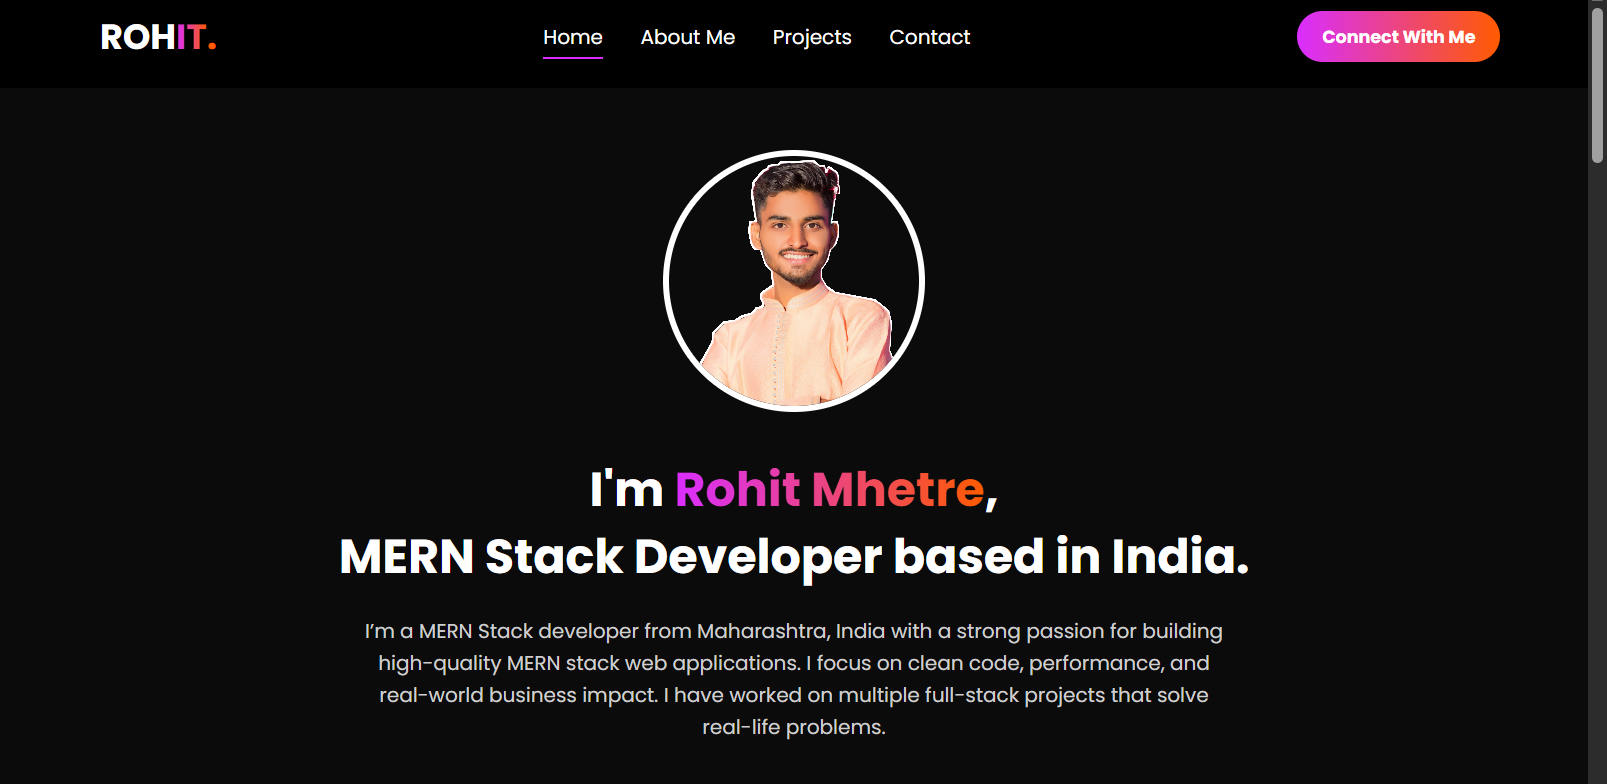 ROHIT.
Home About Me Projects Contact
Connect With Me
I'm Rohit Mhetre,
MERN Stack Developer based in India.
I’m a MERN Stack developer from Maharashtra, India with a strong passion for building
high-quality MERN stack web applications. I focus on clean code, performance, and
real-world business impact. I have worked on multiple full-stack projects that solve
real-life problems.